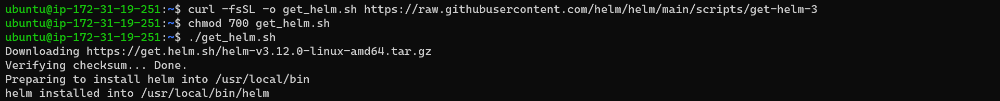 ubuntu@ip-172-31-19-251:~$ curl -fsSL -o get_helm.sh https://raw.githubusercontent.com/helm/helm/main/scripts/get-helm-3
ubuntu@ip-172-31-19-251:~$ chmod 700 get_helm.sh
ubuntu@ip-172-31-19-251:~$ ./get_helm.sh
Downloading https://get.helm.sh/helm-v3.12.0-linux-amd64.tar.gz
Verifying checksum... Done.
Preparing to install helm into /usr/local/bin
helm installed into /usr/local/bin/helm